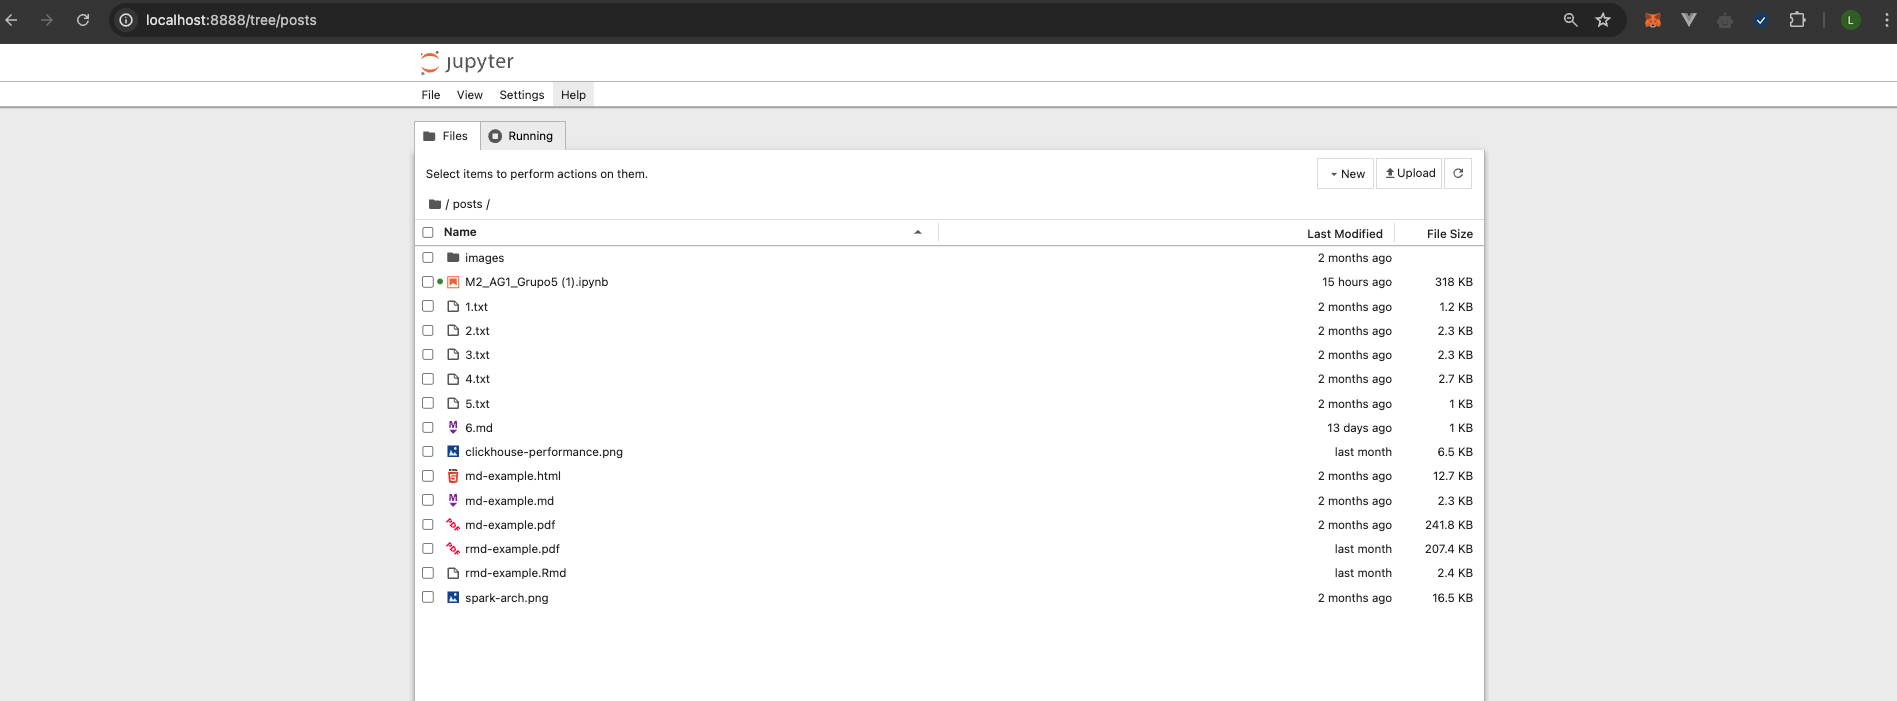 localhost:8888/tree/posts
L
jupyter
File View Settings Help
Files Running
Select items to perform actions on them.
New Upload
/ posts /
Name Last Modified File Size
images 2 months ago
M2_AG1_Grupo5 (1).ipynb 15 hours ago 318 KB
1.txt 2 months ago 1.2 KB
2.txt 2 months ago 2.3 KB
3.txt 2 months ago 2.3 KB
4.txt 2 months ago 2.7 KB
5.txt 2 months ago 1 KB
6.md 13 days ago 1 KB
clickhouse-performance.png last month 6.5 KB
md-example.html 2 months ago 12.7 KB
md-example.md 2 months ago 2.3 KB
md-example.pdf 2 months ago 241.8 KB
rmd-example.pdf last month 207.4 KB
rmd-example.Rmd last month 2.4 KB
spark-arch.png 2 months ago 16.5 KB